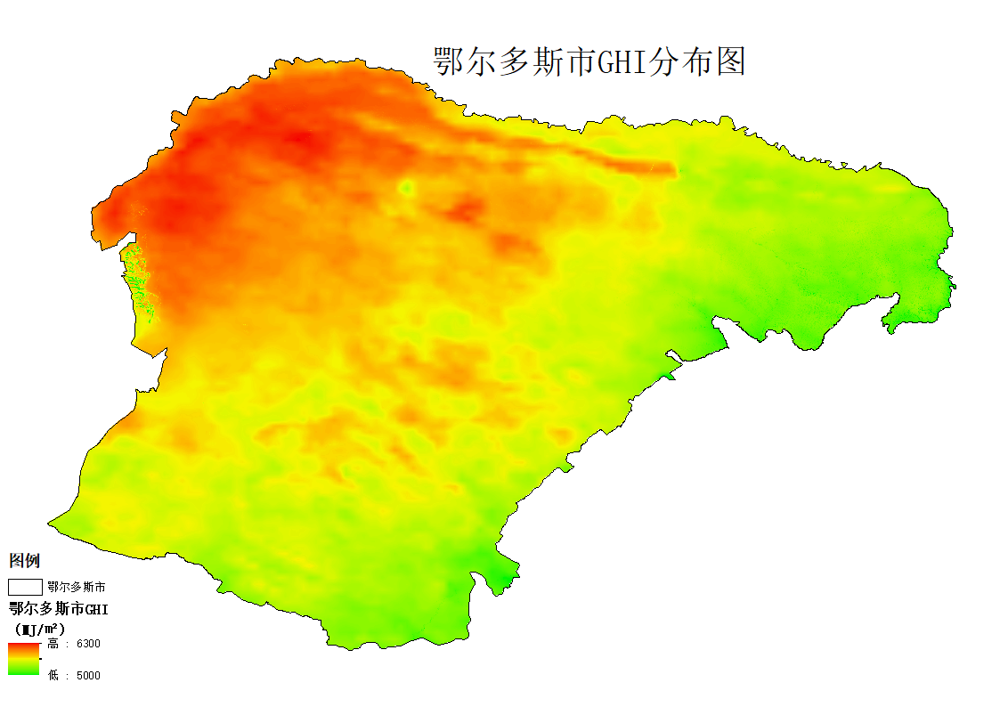 鄂尔多斯市GHI分布图
图例
鄂尔多斯市
鄂尔多斯市GHI
（MJ/m²）
高 : 6300
低 : 5000